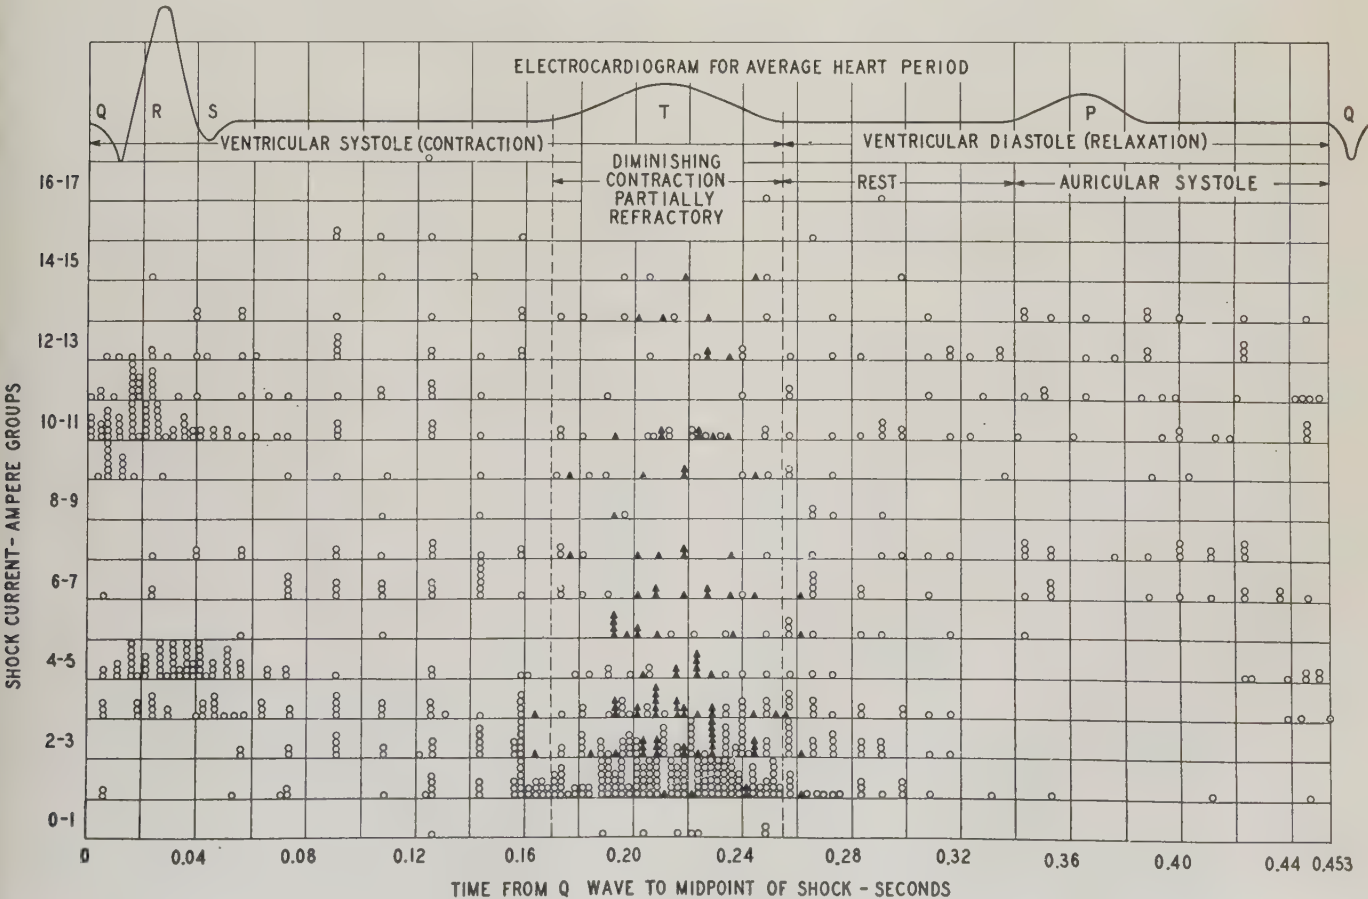 ELECTROCARDIOGRAM FOR AVERAGE HEART PERIOD
Q R S T P Q
VENTRICULAR SYSTOLE (CONTRACTION)
VENTRICULAR DIASTOLE (RELAXATION)
DIMINISHING
CONTRACTION
PARTIALLY
REFRACTORY
REST
AURICULAR SYSTOLE
SHOCK CURRENT - AMPERE GROUPS
16-17
14-15
12-13
10-11
8-9
6-7
4-5
2-3
0-1
0 0.04 0.08 0.12 0.16 0.20 0.24 0.28 0.32 0.36 0.40 0.44 0.453
TIME FROM Q WAVE TO MIDPOINT OF SHOCK - SECONDS